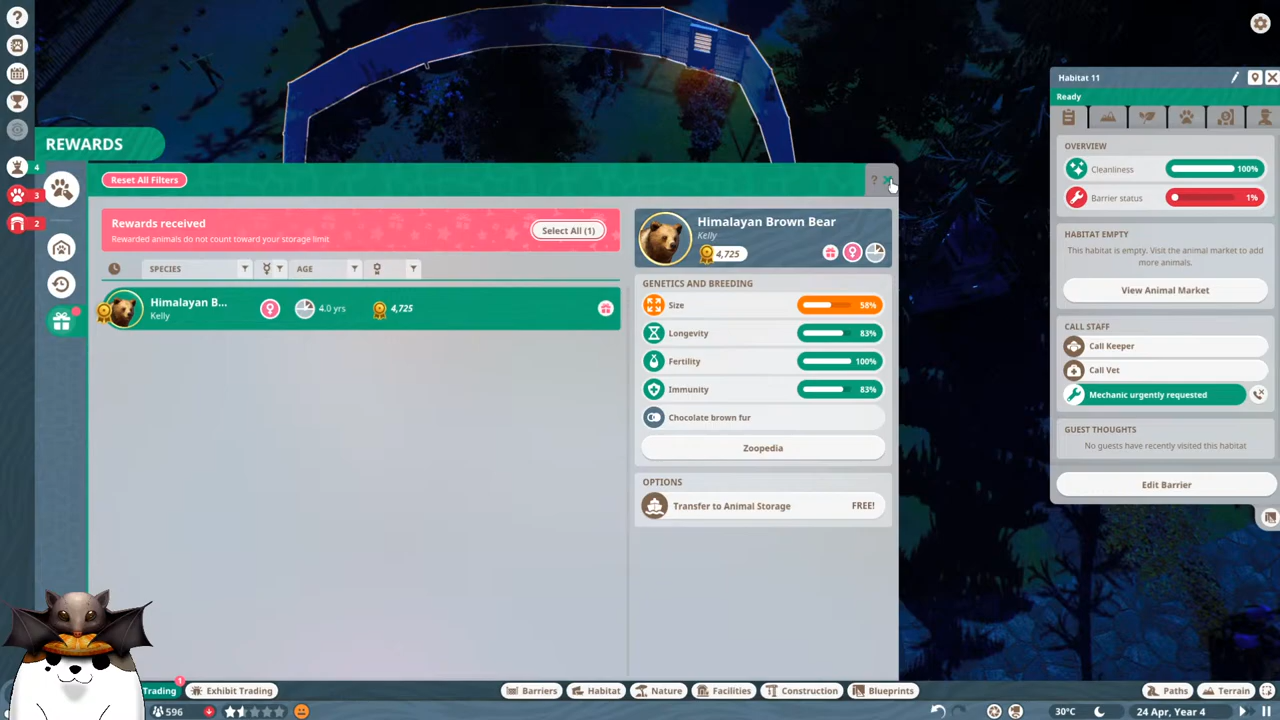 REWARDS
Reset All Filters
?
Rewards received
Rewarded animals do not count toward your storage limit
Select All (1)
SPECIES
AGE
Himalayan B...
Kelly
4.0 yrs
4,725
Himalayan Brown Bear
Kelly
4,725
GENETICS AND BREEDING
Size
58%
Longevity
83%
Fertility
100%
Immunity
83%
Chocolate brown fur
Zoopedia
OPTIONS
Transfer to Animal Storage
FREE!
Habitat 11
Ready
OVERVIEW
Cleanliness
100%
Barrier status
1%
HABITAT EMPTY
This habitat is empty. Visit the animal market to add
more animals.
View Animal Market
CALL STAFF
Call Keeper
Call Vet
Mechanic urgently requested
GUEST THOUGHTS
No guests have recently visited this habitat
Edit Barrier
?
4
3
2
Trading
1
Exhibit Trading
Barriers
Habitat
Nature
Facilities
Construction
Blueprints
Paths
Terrain
596
30°C
24 Apr, Year 4